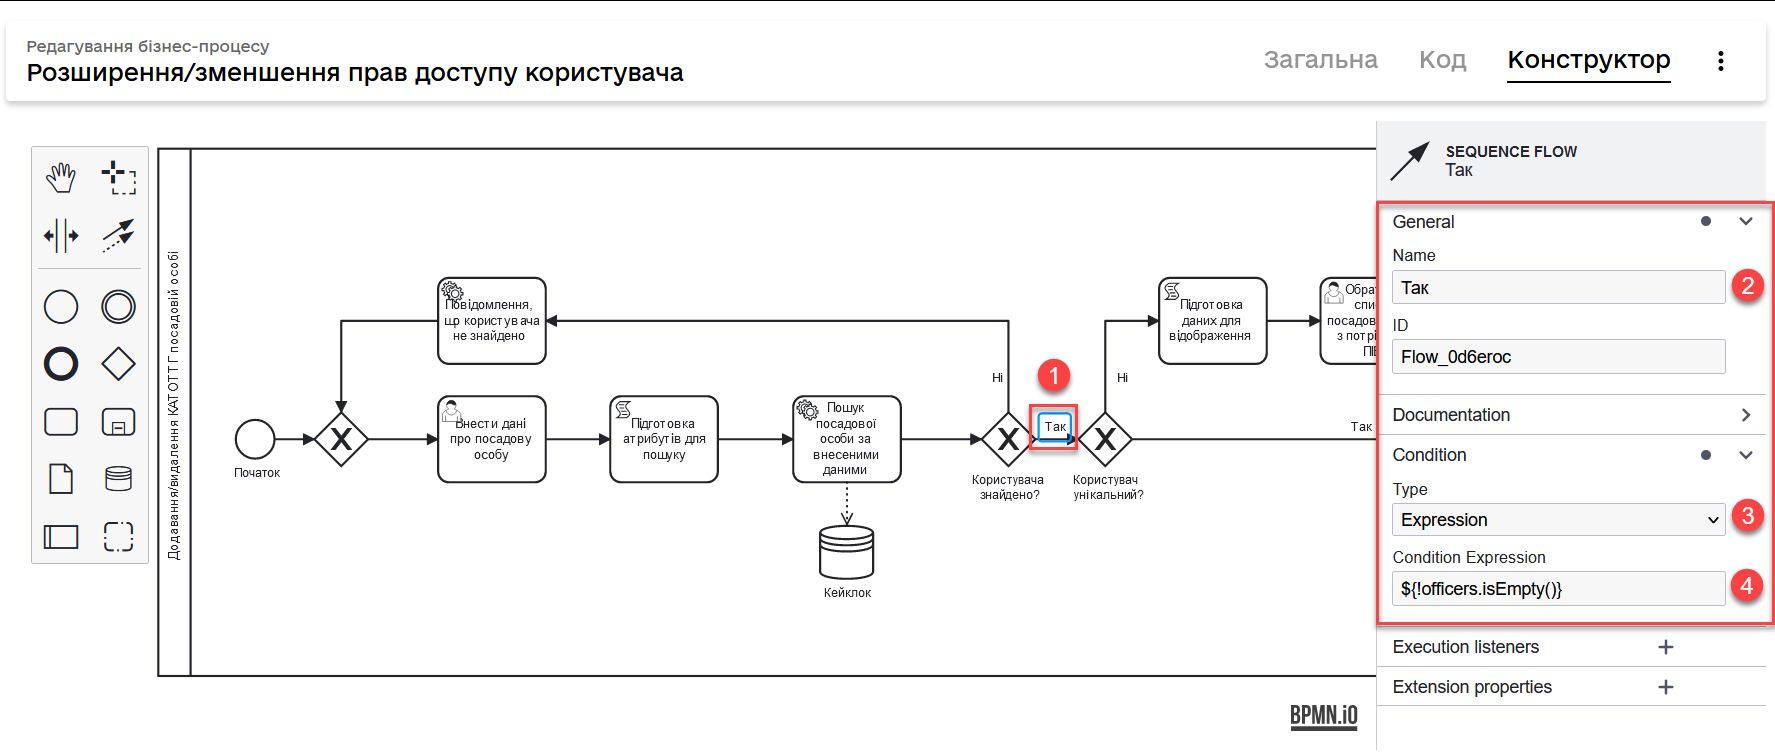 Редагування бізнес-процесу
Розширення/зменшення прав доступу користувача
Загальна
Код
Конструктор
Додавання/видалення КАТОТТГ посадовій особі
Повідомлення,
що користувача
не знайдено
Підготовка
даних для
відображення
Обра
спи
посадов
з потрі
ПІ
Ні
Ні
1
Так
Початок
Внести дані
про посадову
особу
Підготовка
атрибутів для
пошуку
Пошук
посадової
особи за
внесеними
даними
Користувача
знайдено?
Користувач
унікальний?
Так
Кейклок
BPMN.iO
SEQUENCE FLOW
Так
General
Name
Так
2
ID
Flow_0d6eroc
Documentation
Condition
Type
Expression
3
Condition Expression
${!officers.isEmpty()}
4
Execution listeners
Extension properties